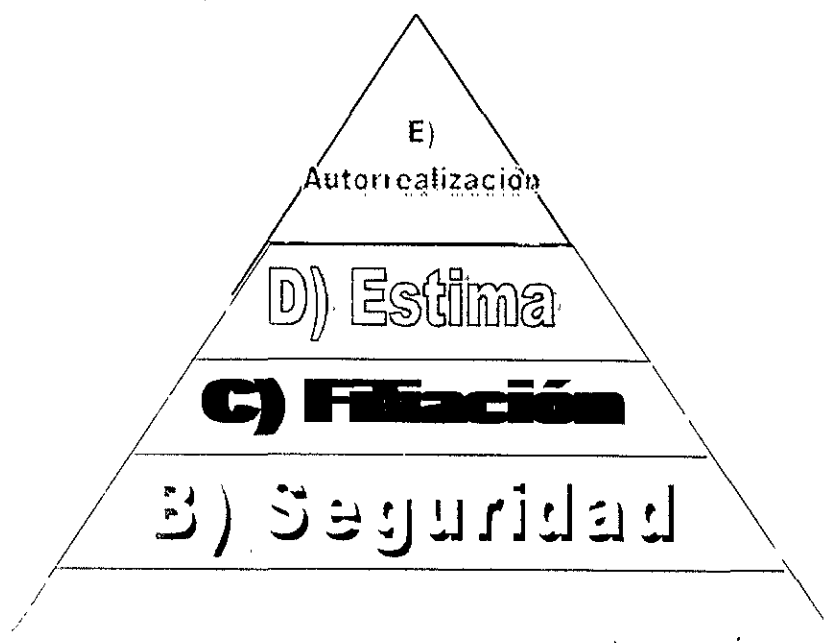 E)
Autorrealización
D) Estima
C) Filiación
B) Seguridad